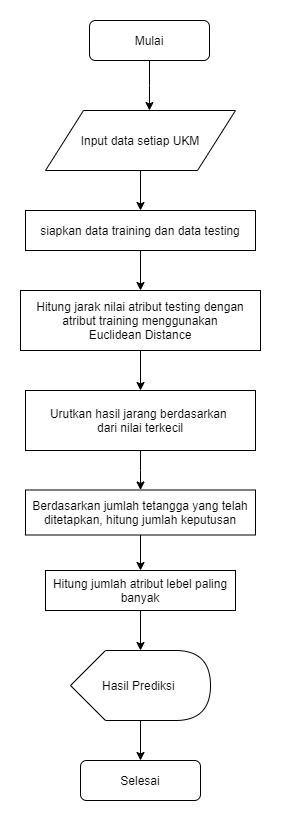 Mulai
Input data setiap UKM
siapkan data training dan data testing
Hitung jarak nilai atribut testing dengan
atribut training menggunakan
Euclidean Distance
Urutkan hasil jarang berdasarkan
dari nilai terkecil
Berdasarkan jumlah tetangga yang telah
ditetapkan, hitung jumlah keputusan
Hitung jumlah atribut lebel paling
banyak
Hasil Prediksi
Selesai